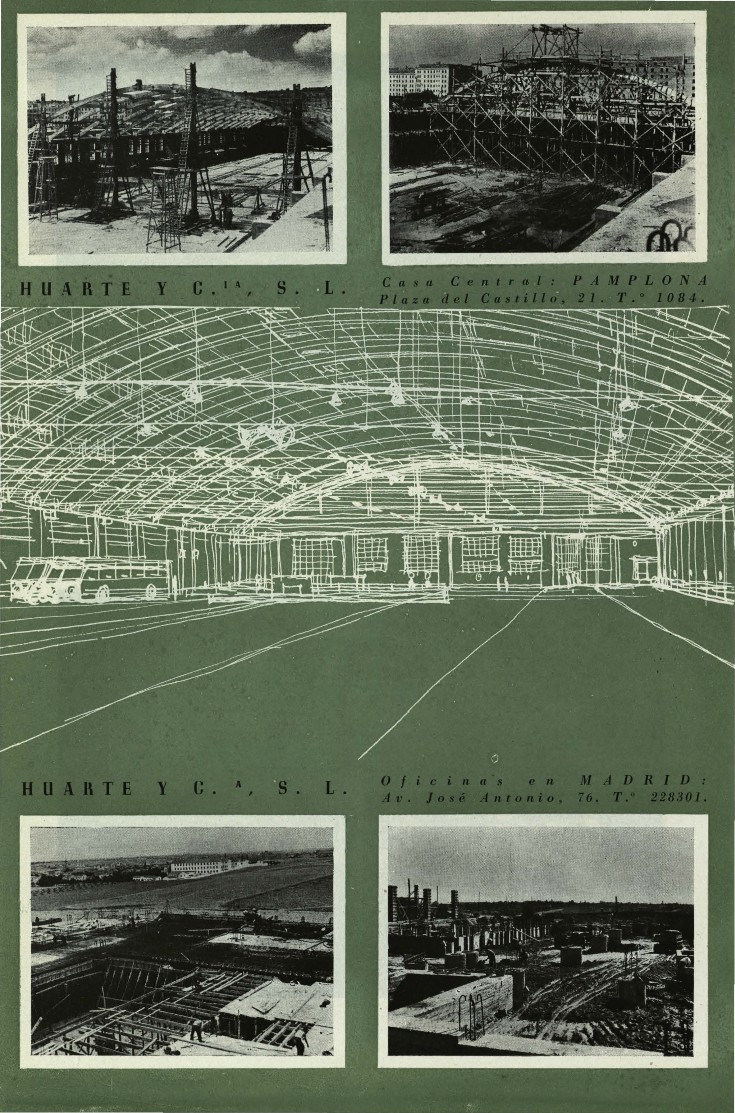 HUARTE Y C.ᴵᴬ, S. L.
Casa Central: PAMPLONA
Plaza del Castillo, 21. T.º 1084.
HUARTE Y C.ᴬ, S. L.
Oficinas en MADRID:
Av. José Antonio, 76. T.º 228301.